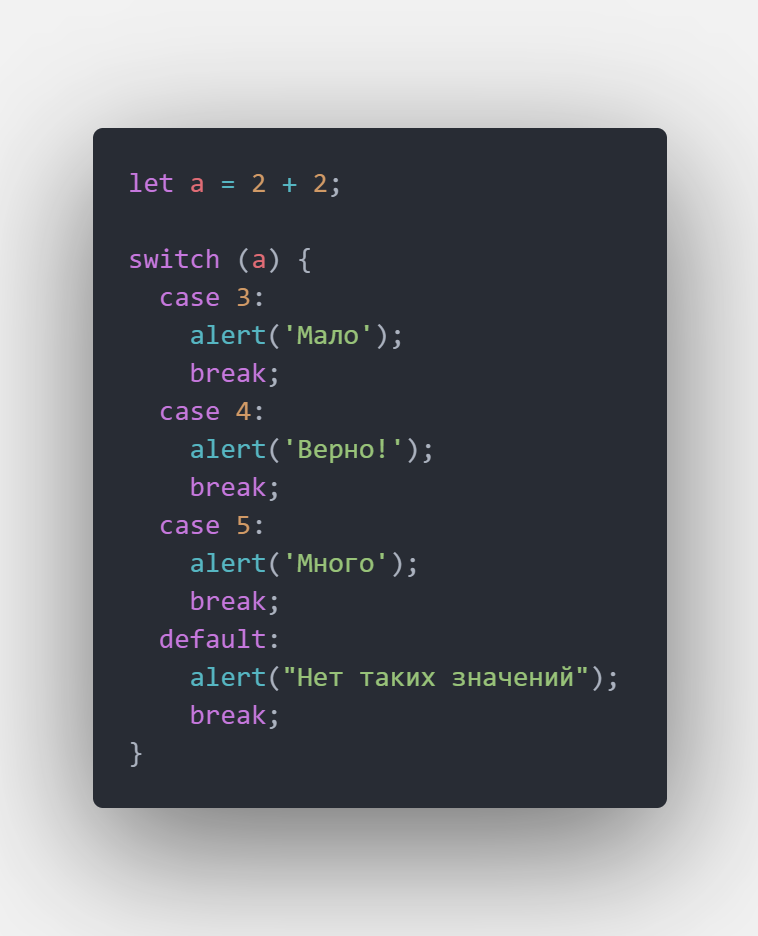 let a = 2 + 2;
switch (a) {
  case 3:
    alert('Мало');
    break;
  case 4:
    alert('Верно!');
    break;
  case 5:
    alert('Много');
    break;
  default:
    alert("Нет таких значений");
    break;
}